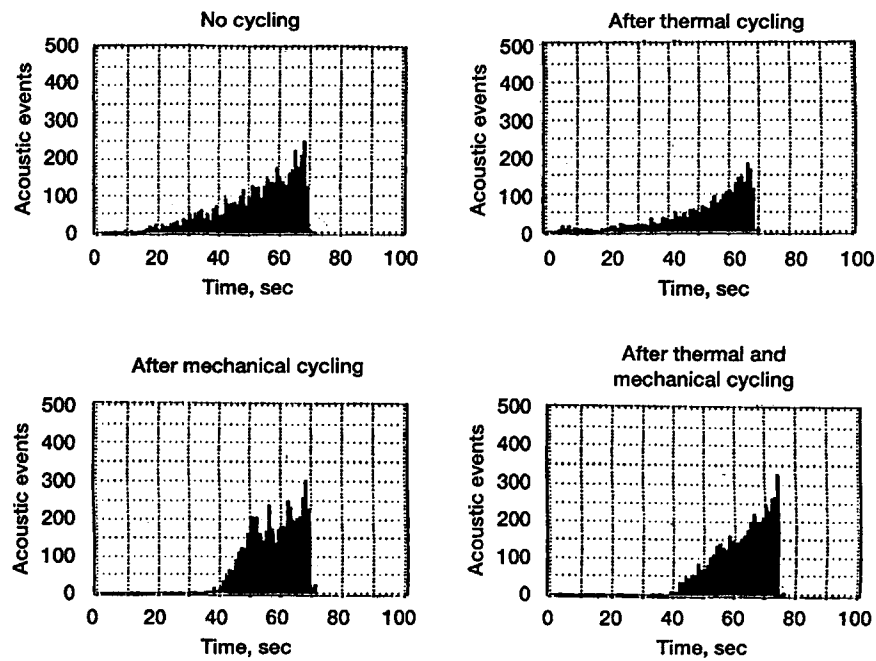 No cycling
500
400
300
200
100
0
Acoustic events
0 20 40 60 80 100
Time, sec
After thermal cycling
500
400
300
200
100
0
Acoustic events
0 20 40 60 80 100
Time, sec
After mechanical cycling
500
400
300
200
100
0
Acoustic events
0 20 40 60 80 100
Time, sec
After thermal and
mechanical cycling
500
400
300
200
100
0
Acoustic events
0 20 40 60 80 100
Time, sec